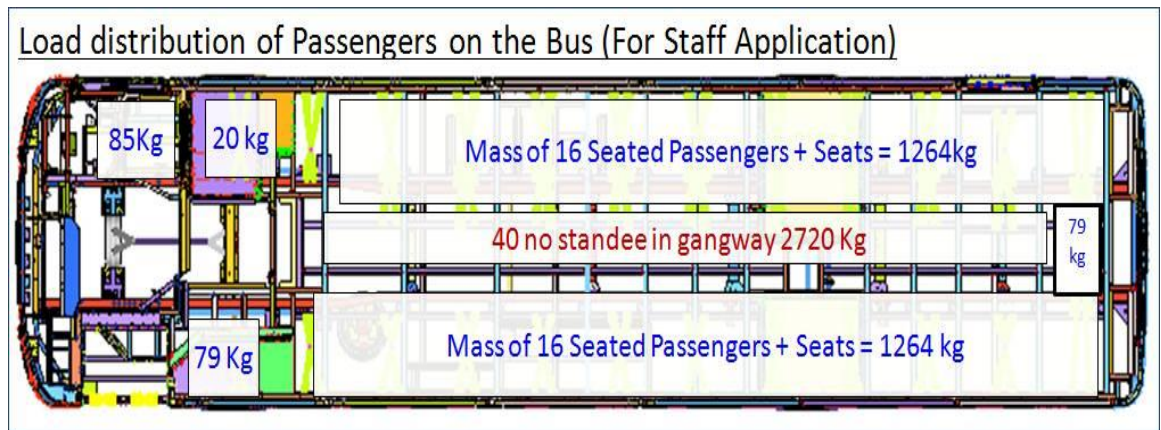 Load distribution of Passengers on the Bus (For Staff Application)
85Kg
20 kg
Mass of 16 Seated Passengers + Seats = 1264kg
40 no standee in gangway 2720 Kg
79
kg
79 Kg
Mass of 16 Seated Passengers + Seats = 1264 kg